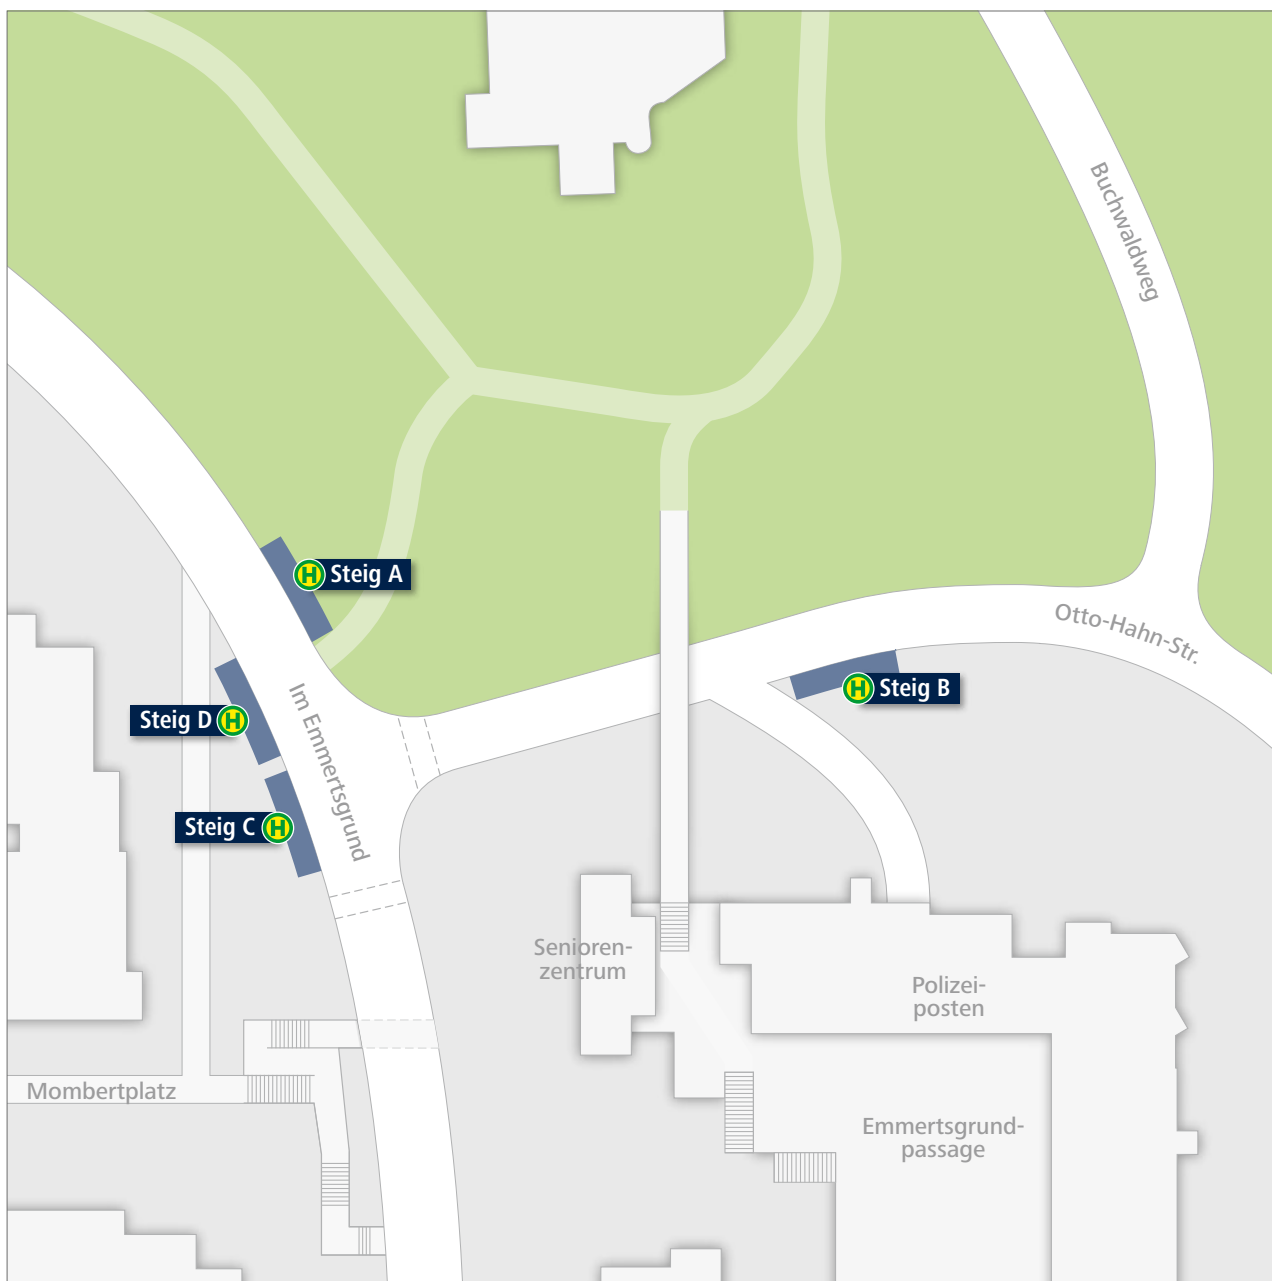 Buchwaldweg
H Steig A
Otto-Hahn-Str.
H Steig B
Im Emmertsgrund
Steig D H
Steig C H
Senioren-
zentrum
Polizei-
posten
Mombertplatz
Emmertsgrund-
passage